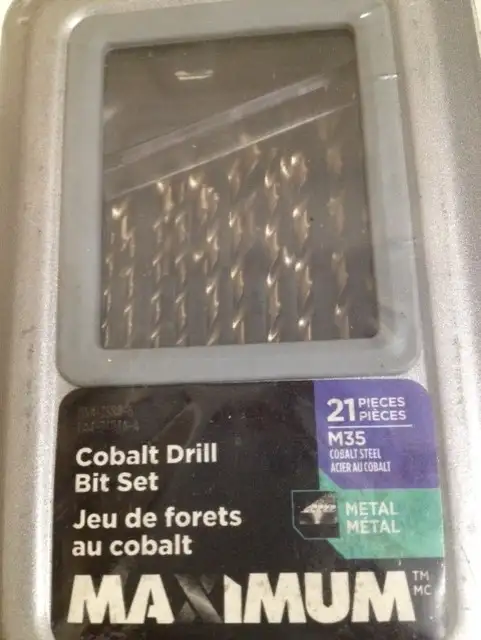 21 PIECES
PIÈCES
M35
COBALT STEEL
ACIER AU COBALT
Cobalt Drill
Bit Set
METAL
MÉTAL
Jeu de forets
au cobalt
MAXIMUM TM
MC